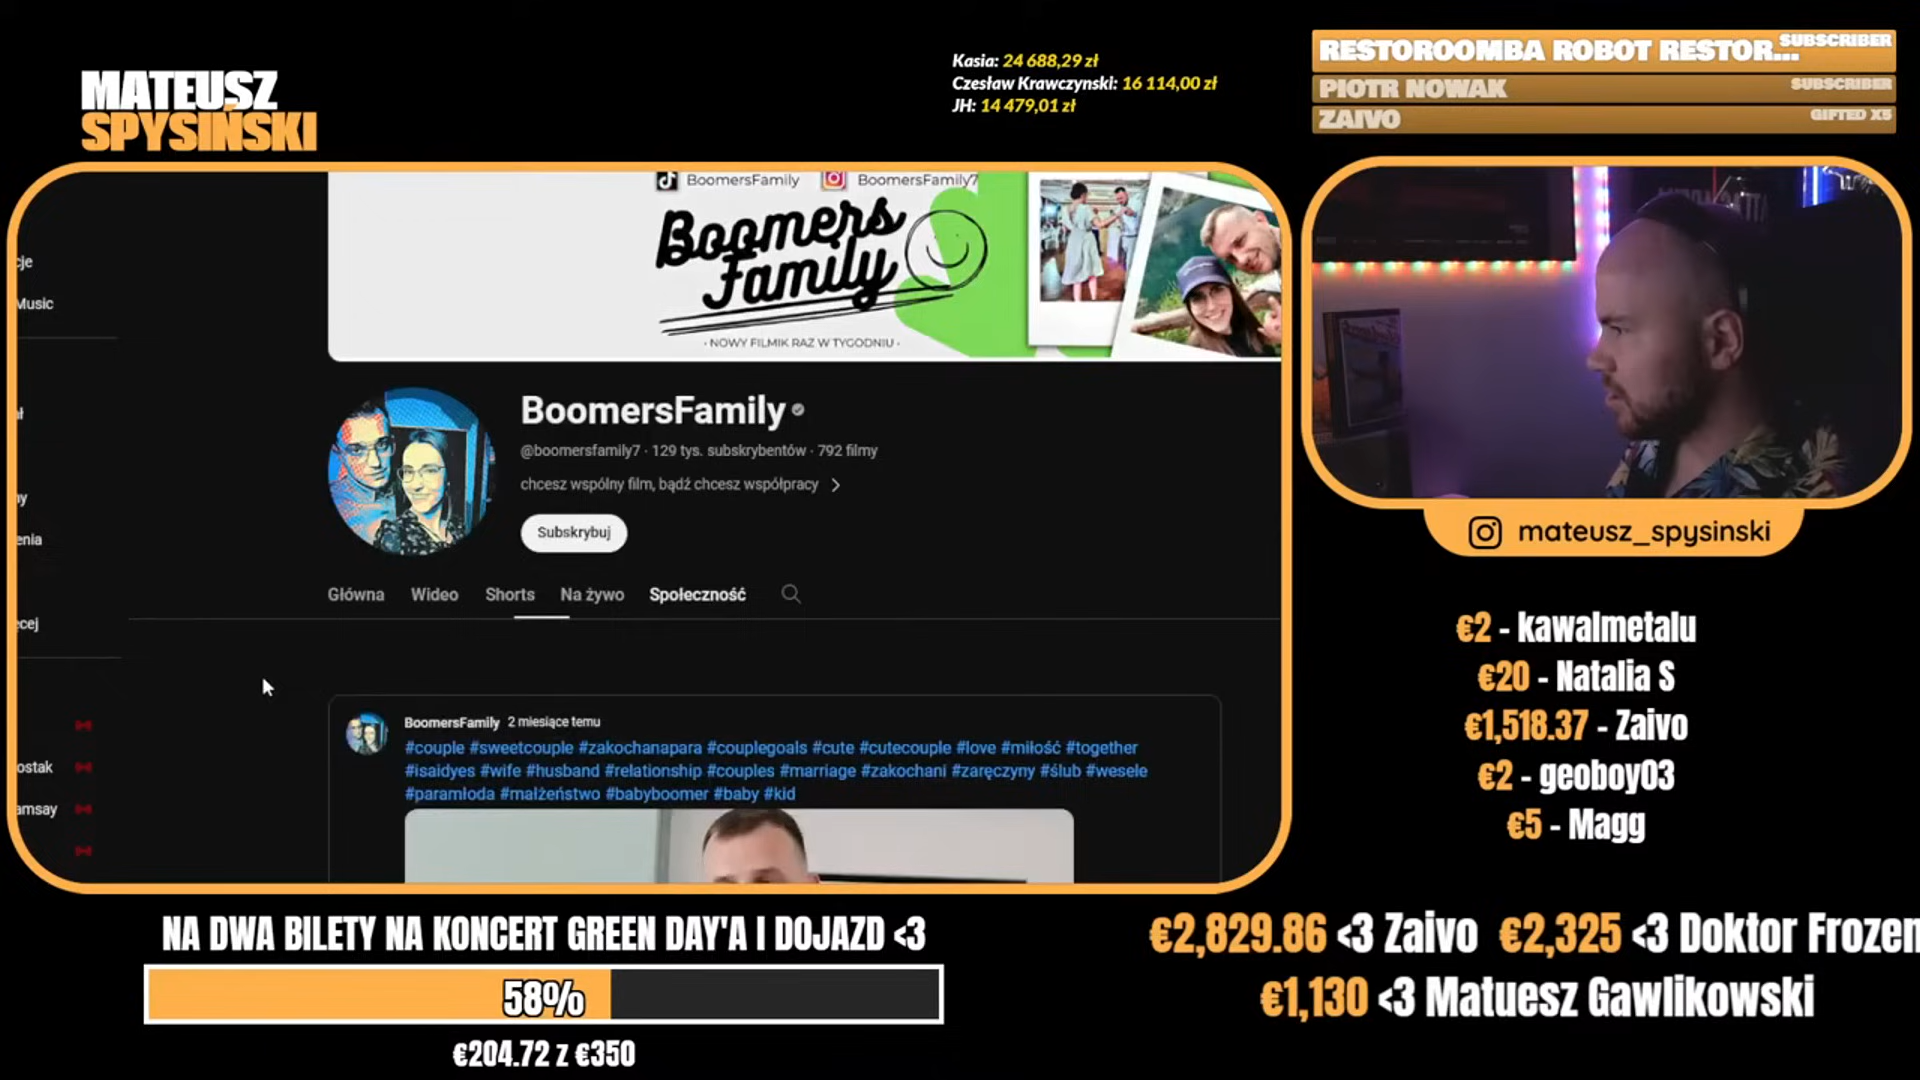 MATEUSZ
SPYSIŃSKI
Kasia: 24 688,29 zł
Czesław Krawczynski: 16 114,00 zł
JH: 14 479,01 zł
RESTOROOMBA ROBOT RESTOR... SUBSCRIBER
PIOTR NOWAK SUBSCRIBER
ZAIVO GIFTED X5
BoomersFamily BoomersFamily7
Boomers
Family
· NOWY FILMIK RAZ W TYGODNIU ·
cje
Music
ny
enia
ęcej
ostak
amsay
BoomersFamily
@boomersfamily7 · 129 tys. subskrybentów · 792 filmy
chcesz wspólny film, bądź chcesz współpracy >
Subskrybuj
Główna Wideo Shorts Na żywo Społeczność
BoomersFamily 2 miesiące temu
#couple #sweetcouple #zakochanapara #couplegoals #cute #cutecouple #love #miłość #together
#isaidyes #wife #husband #relationship #couples #marriage #zakochani #zaręczyny #ślub #wesele
#paramłoda #małżeństwo #babyboomer #baby #kid
mateusz_spysinski
€2 - kawalmetalu
€20 - Natalia S
€1,518.37 - Zaivo
€2 - geoboy03
€5 - Magg
NA DWA BILETY NA KONCERT GREEN DAY'A I DOJAZD <3
58%
€204.72 z €350
€2,829.86 <3 Zaivo €2,325 <3 Doktor Frozen
€1,130 <3 Matuesz Gawlikowski